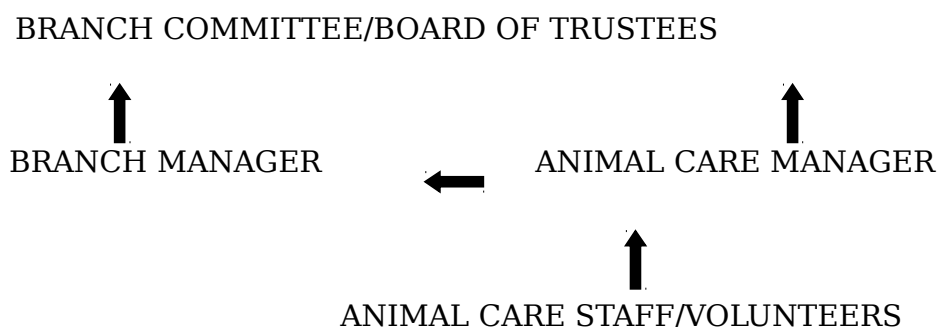 BRANCH COMMITTEE/BOARD OF TRUSTEES
BRANCH MANAGER
ANIMAL CARE MANAGER
ANIMAL CARE STAFF/VOLUNTEERS